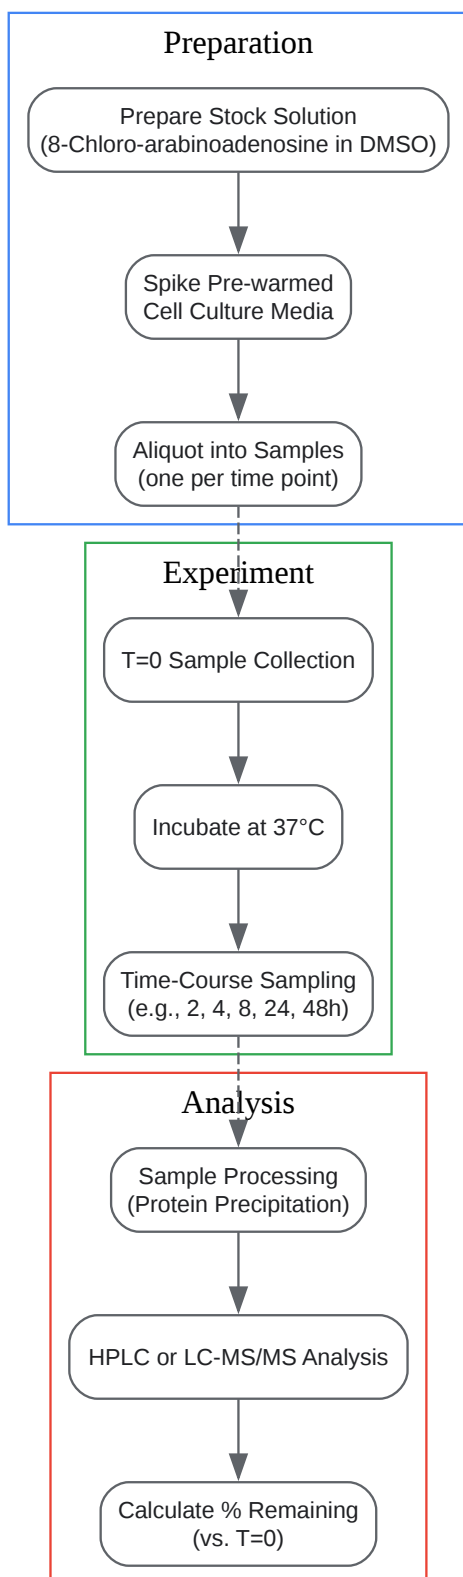 Preparation
Prepare Stock Solution
(8-Chloro-arabinoadenosine in DMSO)
Spike Pre-warmed
Cell Culture Media
Aliquot into Samples
(one per time point)
Experiment
T=0 Sample Collection
Incubate at 37°C
Time-Course Sampling
(e.g., 2, 4, 8, 24, 48h)
Analysis
Sample Processing
(Protein Precipitation)
HPLC or LC-MS/MS Analysis
Calculate % Remaining
(vs. T=0)